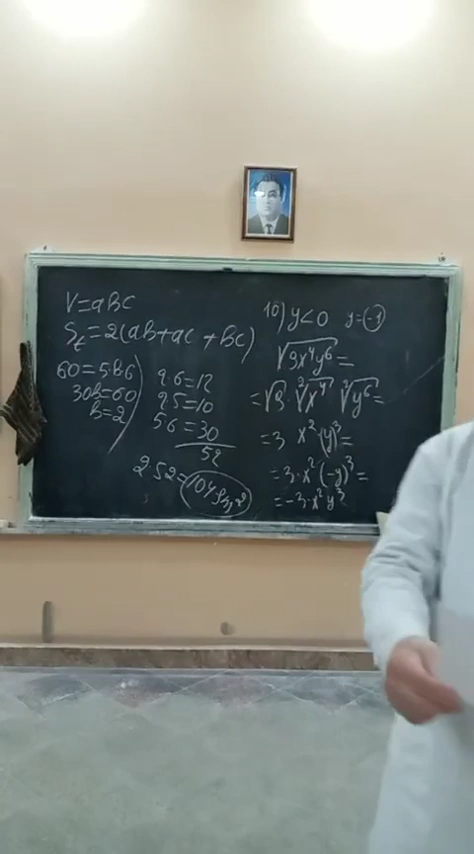 V=aBc
S_t=2(aB+ac+Bc)
60=5·B·6
30B=60
B=2
2·6=12
2·5=10
5·6=30
52
2·52=104
10) y<0 y=(-1)
√9x⁴y⁶=
=√9·²√x⁴ ²√y⁶=
=3 x²·(y)³=
=3·x²·(-y)³=
=-3·x²y³